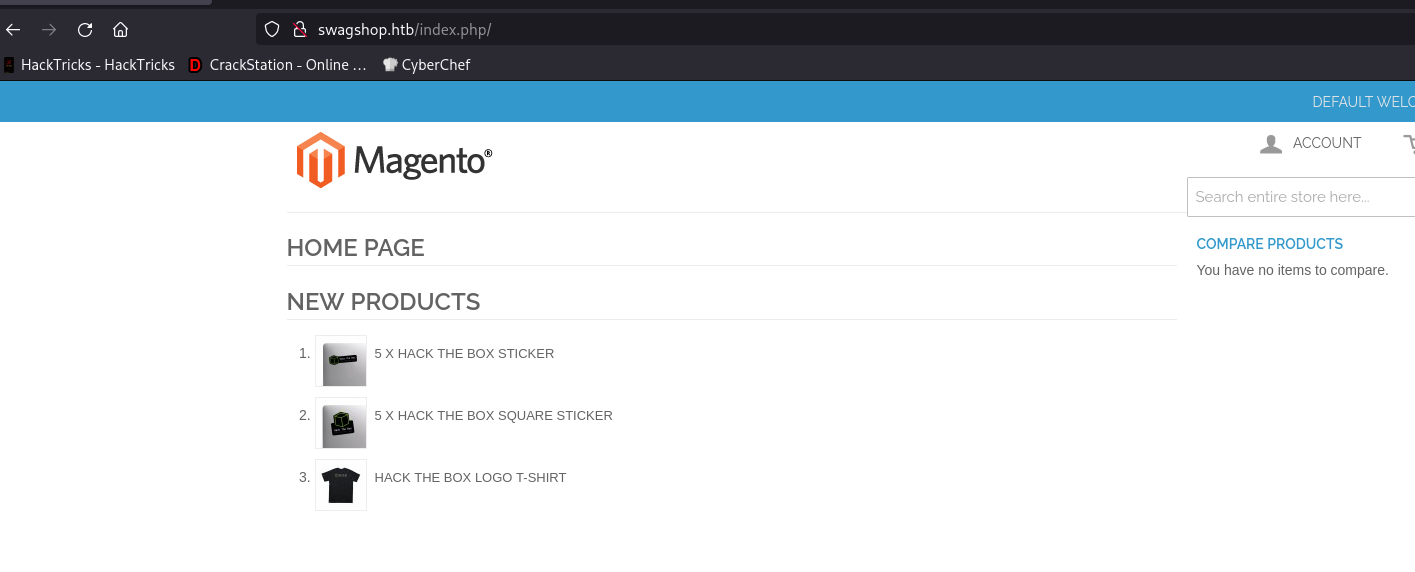 swagshop.htb/index.php/
HackTricks - HackTricks CrackStation - Online ... CyberChef
DEFAULT WELC
Magento®
ACCOUNT
Search entire store here...
HOME PAGE
COMPARE PRODUCTS
You have no items to compare.
NEW PRODUCTS
1. 5 X HACK THE BOX STICKER
2. 5 X HACK THE BOX SQUARE STICKER
3. HACK THE BOX LOGO T-SHIRT